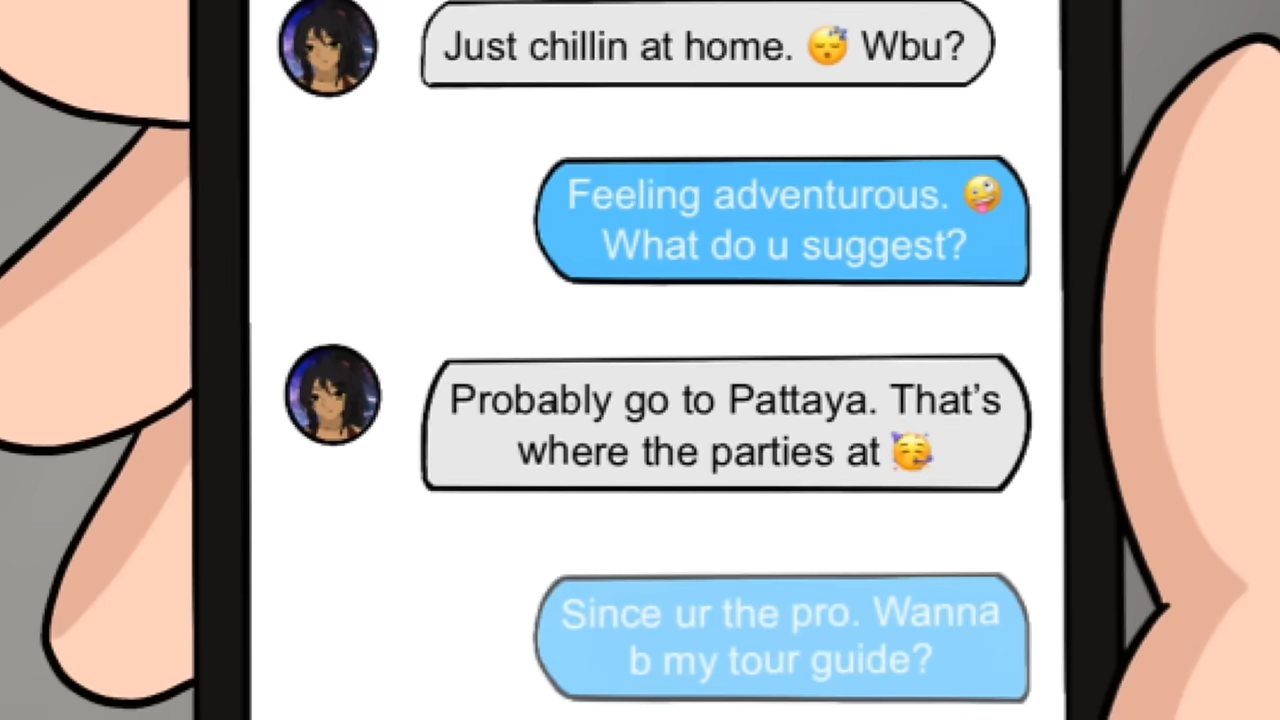 Just chillin at home. 😴 Wbu?
Feeling adventurous. 🤪
What do u suggest?
Probably go to Pattaya. That's
where the parties at 🥳
Since ur the pro. Wanna
b my tour guide?